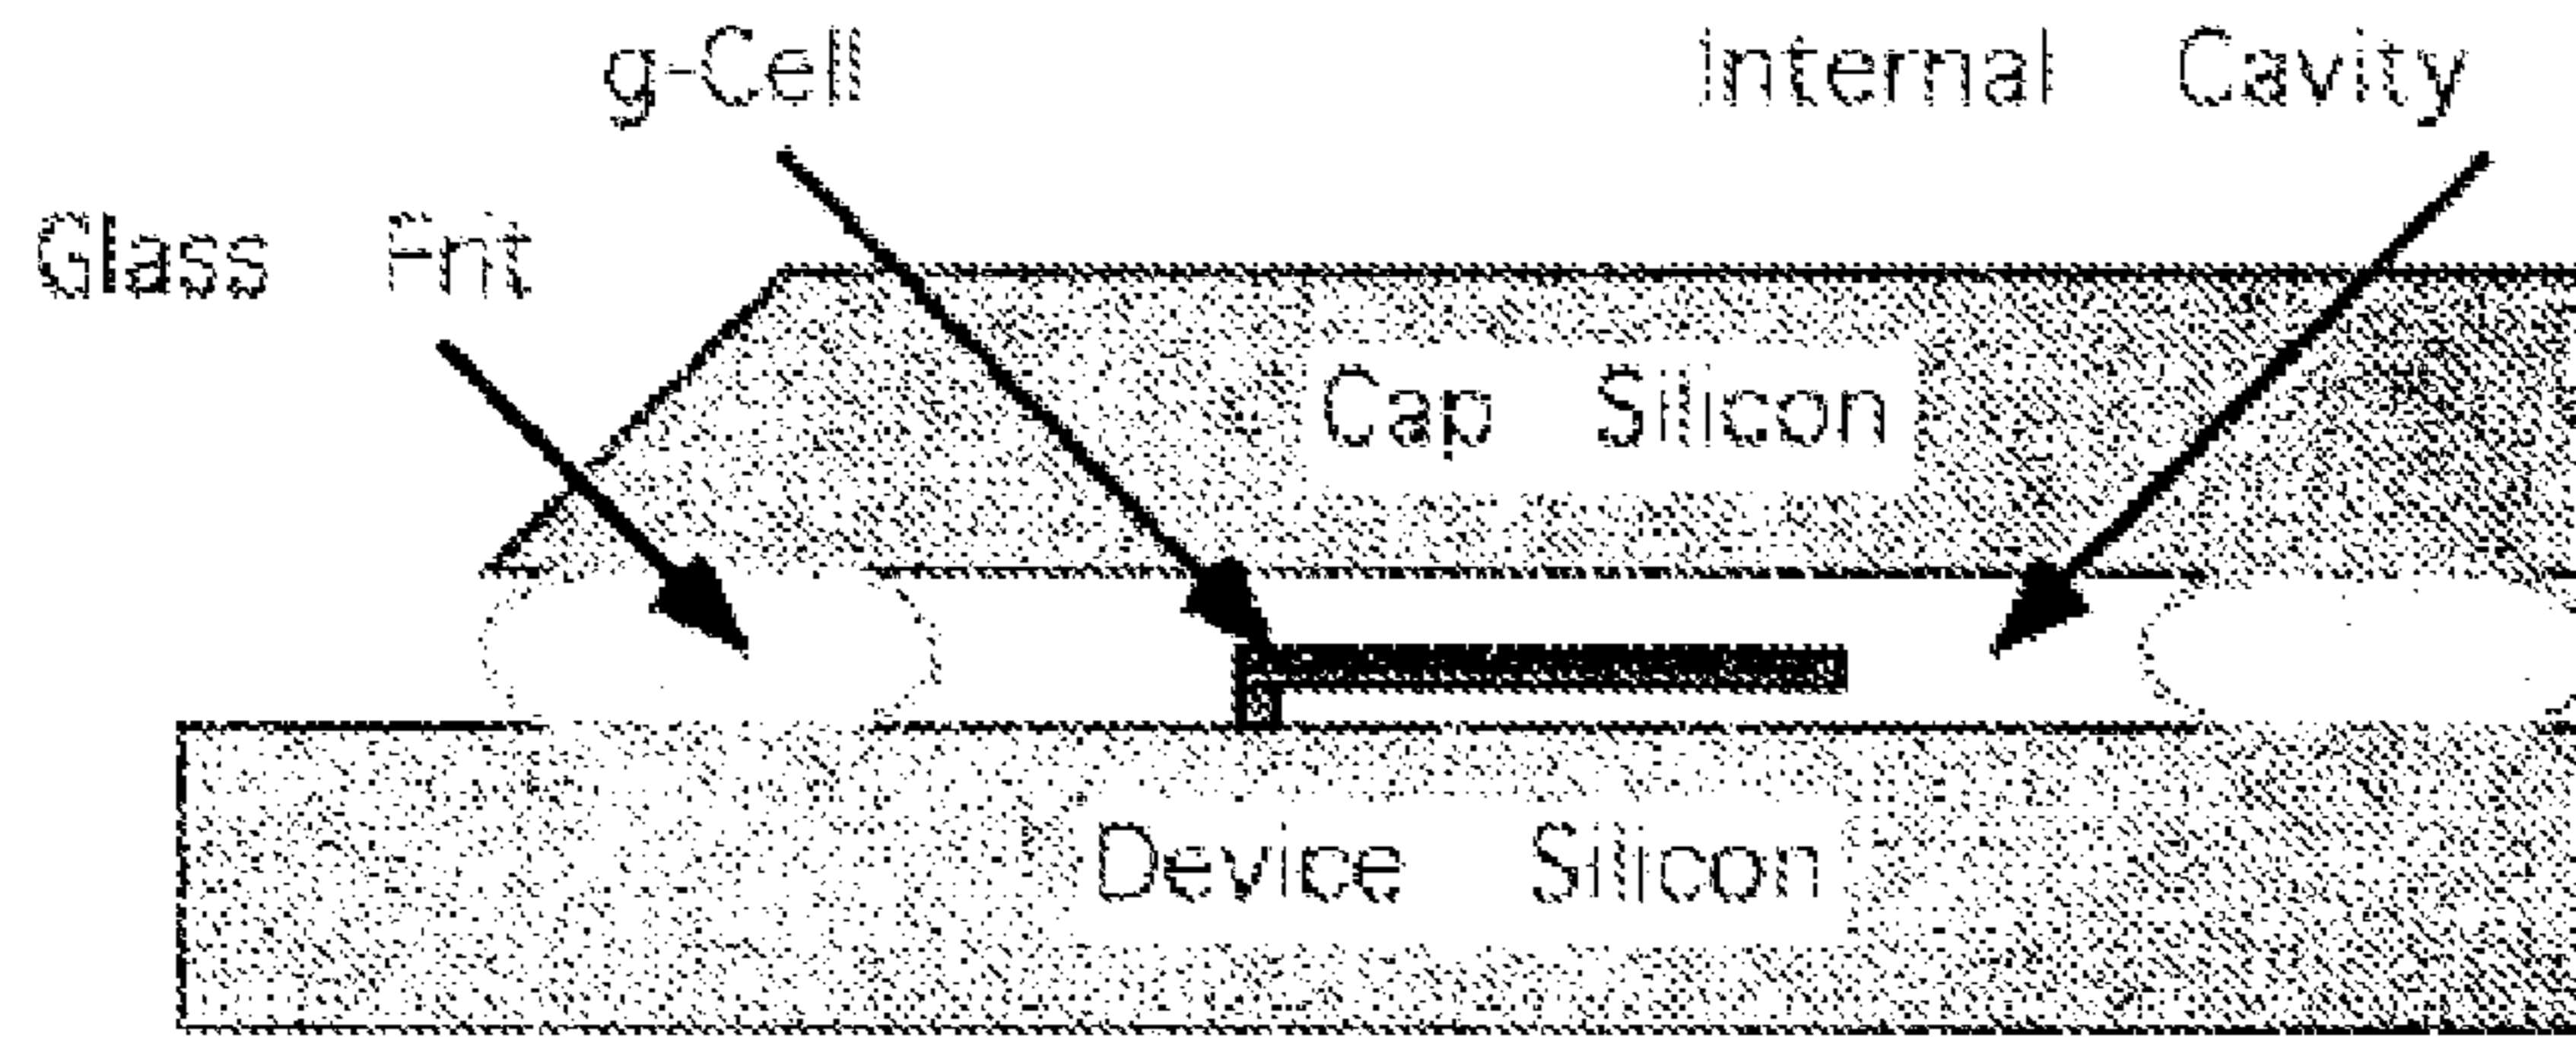 g-Cell
Internal Cavity
Glass Frit
Cap Silicon
Device Silicon